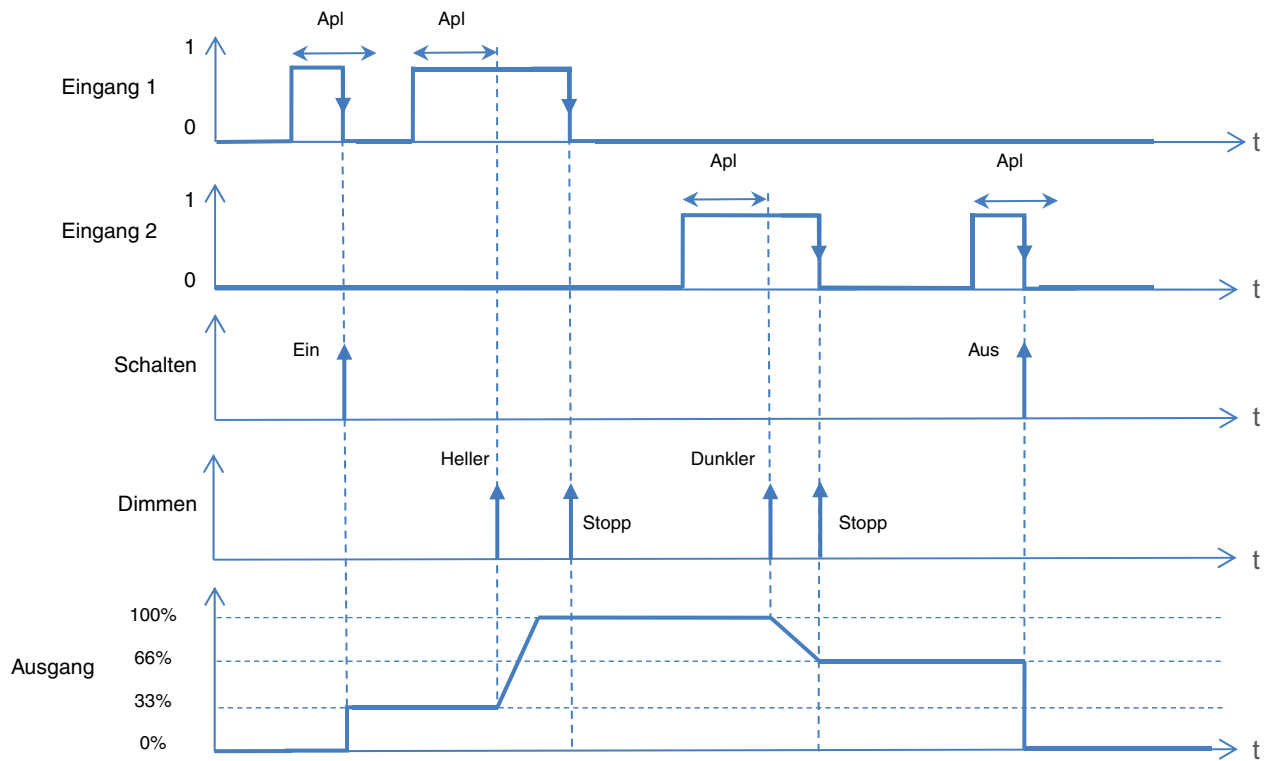 Apl
Apl
1
Eingang 1
0
t
Apl
Apl
1
Eingang 2
0
t
Ein
Aus
Schalten
t
Heller
Dunkler
Dimmen
Stopp
Stopp
t
100%
66%
Ausgang
33%
0%
t